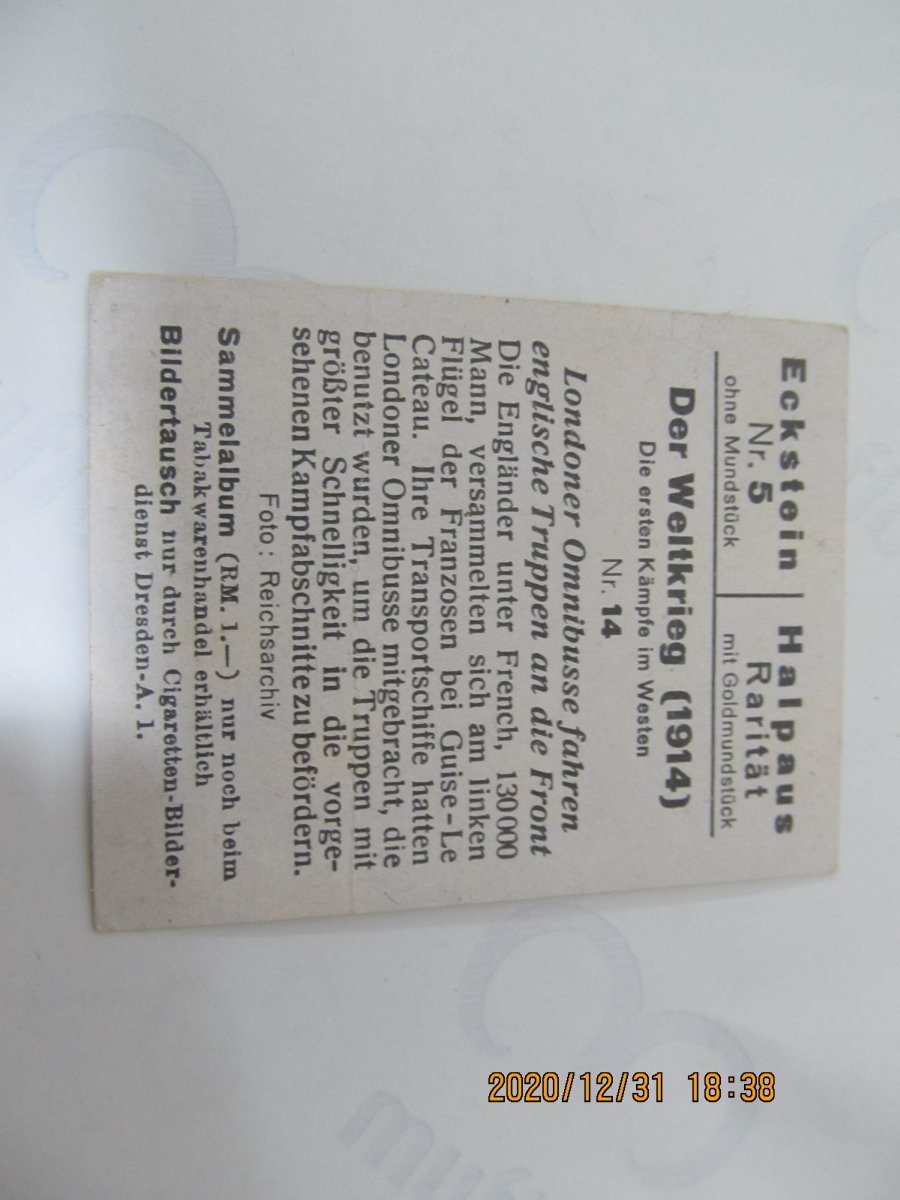 Eckstein | Halpaus
Nr. 5 | Rarität
ohne Mundstück | mit Goldmundstück
Der Weltkrieg (1914)
Die ersten Kämpfe im Westen
Nr. 14
Londoner Omnibusse fahren
englische Truppen an die Front
Die Engländer unter French, 130000
Mann, versammelten sich am linken
Flügel der Franzosen bei Guise-Le
Cateau. Ihre Transportschiffe hatten
Londoner Omnibusse mitgebracht, die
benutzt wurden, um die Truppen mit
größter Schnelligkeit in die vorge-
sehenen Kampfabschnitte zu befördern.
Foto: Reichsarchiv
Sammelalbum (RM. 1.—) nur noch beim
Tabakwarenhandel erhältlich
Bildertausch nur durch Cigaretten-Bilder-
dienst Dresden-A. 1.
2020/12/31 18:38